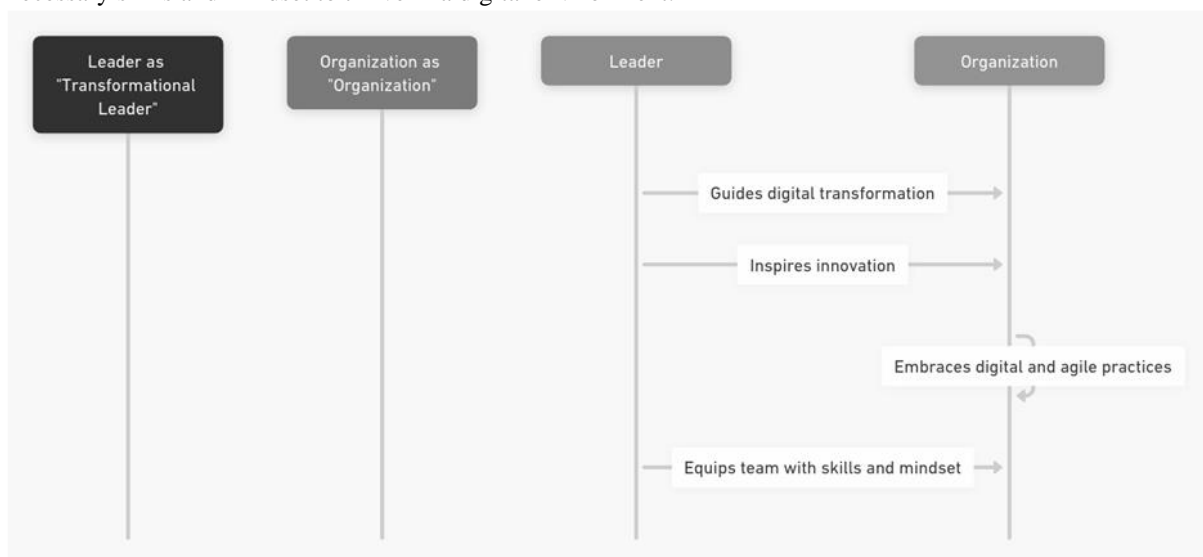 Leader as
"Transformational
Leader"
Organization as
"Organization"
Leader
Organization
Guides digital transformation
Inspires innovation
Embraces digital and agile practices
Equips team with skills and mindset